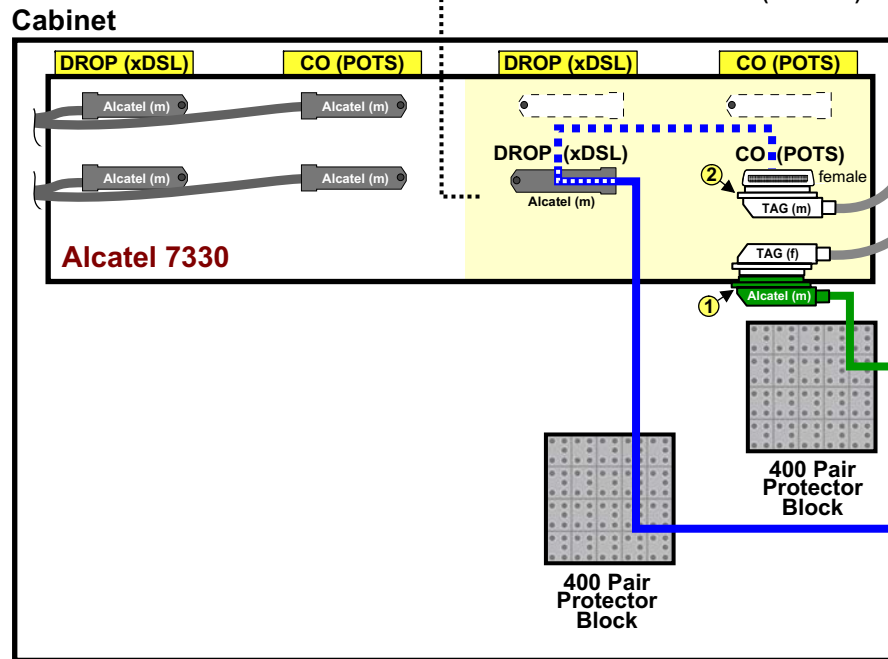 Cabinet
DROP (xDSL)
CO (POTS)
DROP (xDSL)
CO (POTS)
Alcatel (m)
Alcatel (m)
DROP (xDSL)
CO (POTS)
Alcatel (m)
Alcatel (m)
2
female
Alcatel (m)
TAG (m)
Alcatel 7330
TAG (f)
1
Alcatel (m)
400 Pair
Protector
Block
400 Pair
Protector
Block